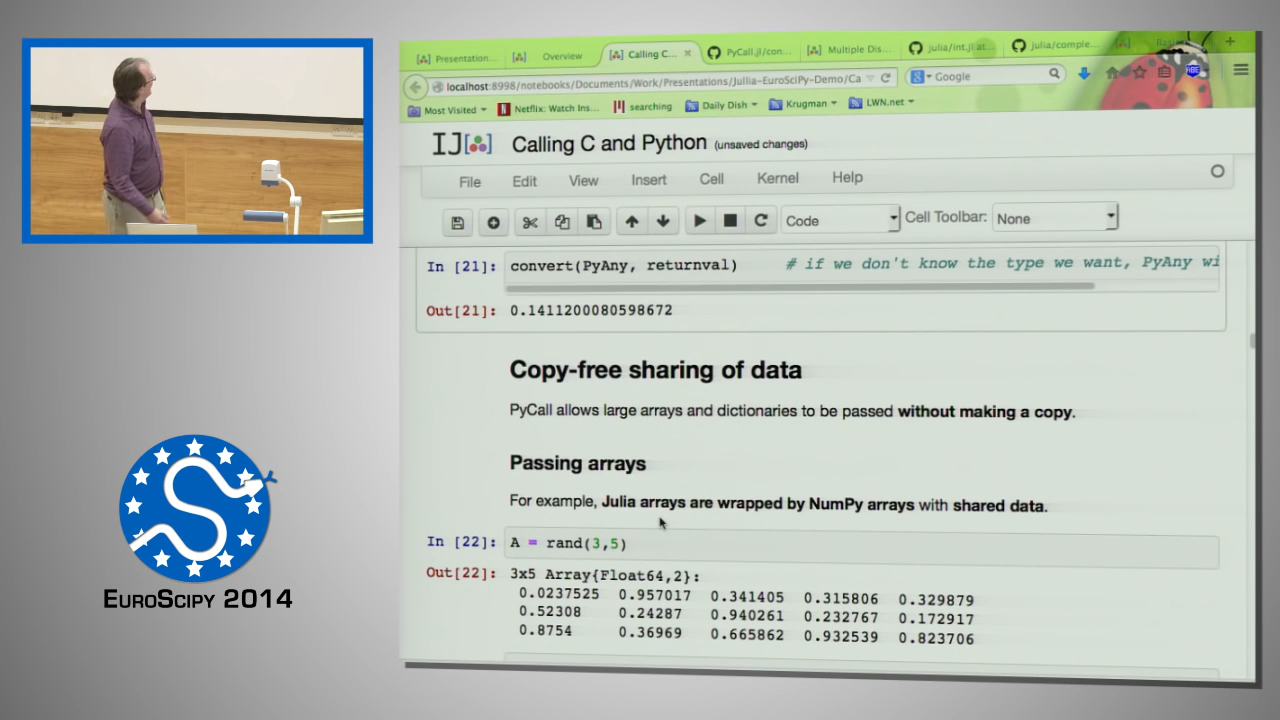 Presentation...
Overview
Calling C...
PyCall.jl/con...
Multiple Dis...
julia/int.jl at...
julia/comple...
localhost:8998/notebooks/Documents/Work/Presentations/Jullia-EuroSciPy-Demo/Ca
Google
ABE
Most Visited
Netflix: Watch Ins...
searching
Daily Dish
Krugman
LWN.net
IJ
Calling C and Python (unsaved changes)
File Edit View Insert Cell Kernel Help
Code
Cell Toolbar: None
In [21]: convert(PyAny, returnval) # if we don't know the type we want, PyAny wi
Out[21]: 0.1411200080598672
Copy-free sharing of data
PyCall allows large arrays and dictionaries to be passed without making a copy.
Passing arrays
For example, Julia arrays are wrapped by NumPy arrays with shared data.
In [22]: A = rand(3,5)
Out[22]: 3x5 Array{Float64,2}:
0.0237525 0.957017 0.341405 0.315806 0.329879
0.52308 0.24287 0.940261 0.232767 0.172917
0.8754 0.36969 0.665862 0.932539 0.823706
EUROSCIPY 2014